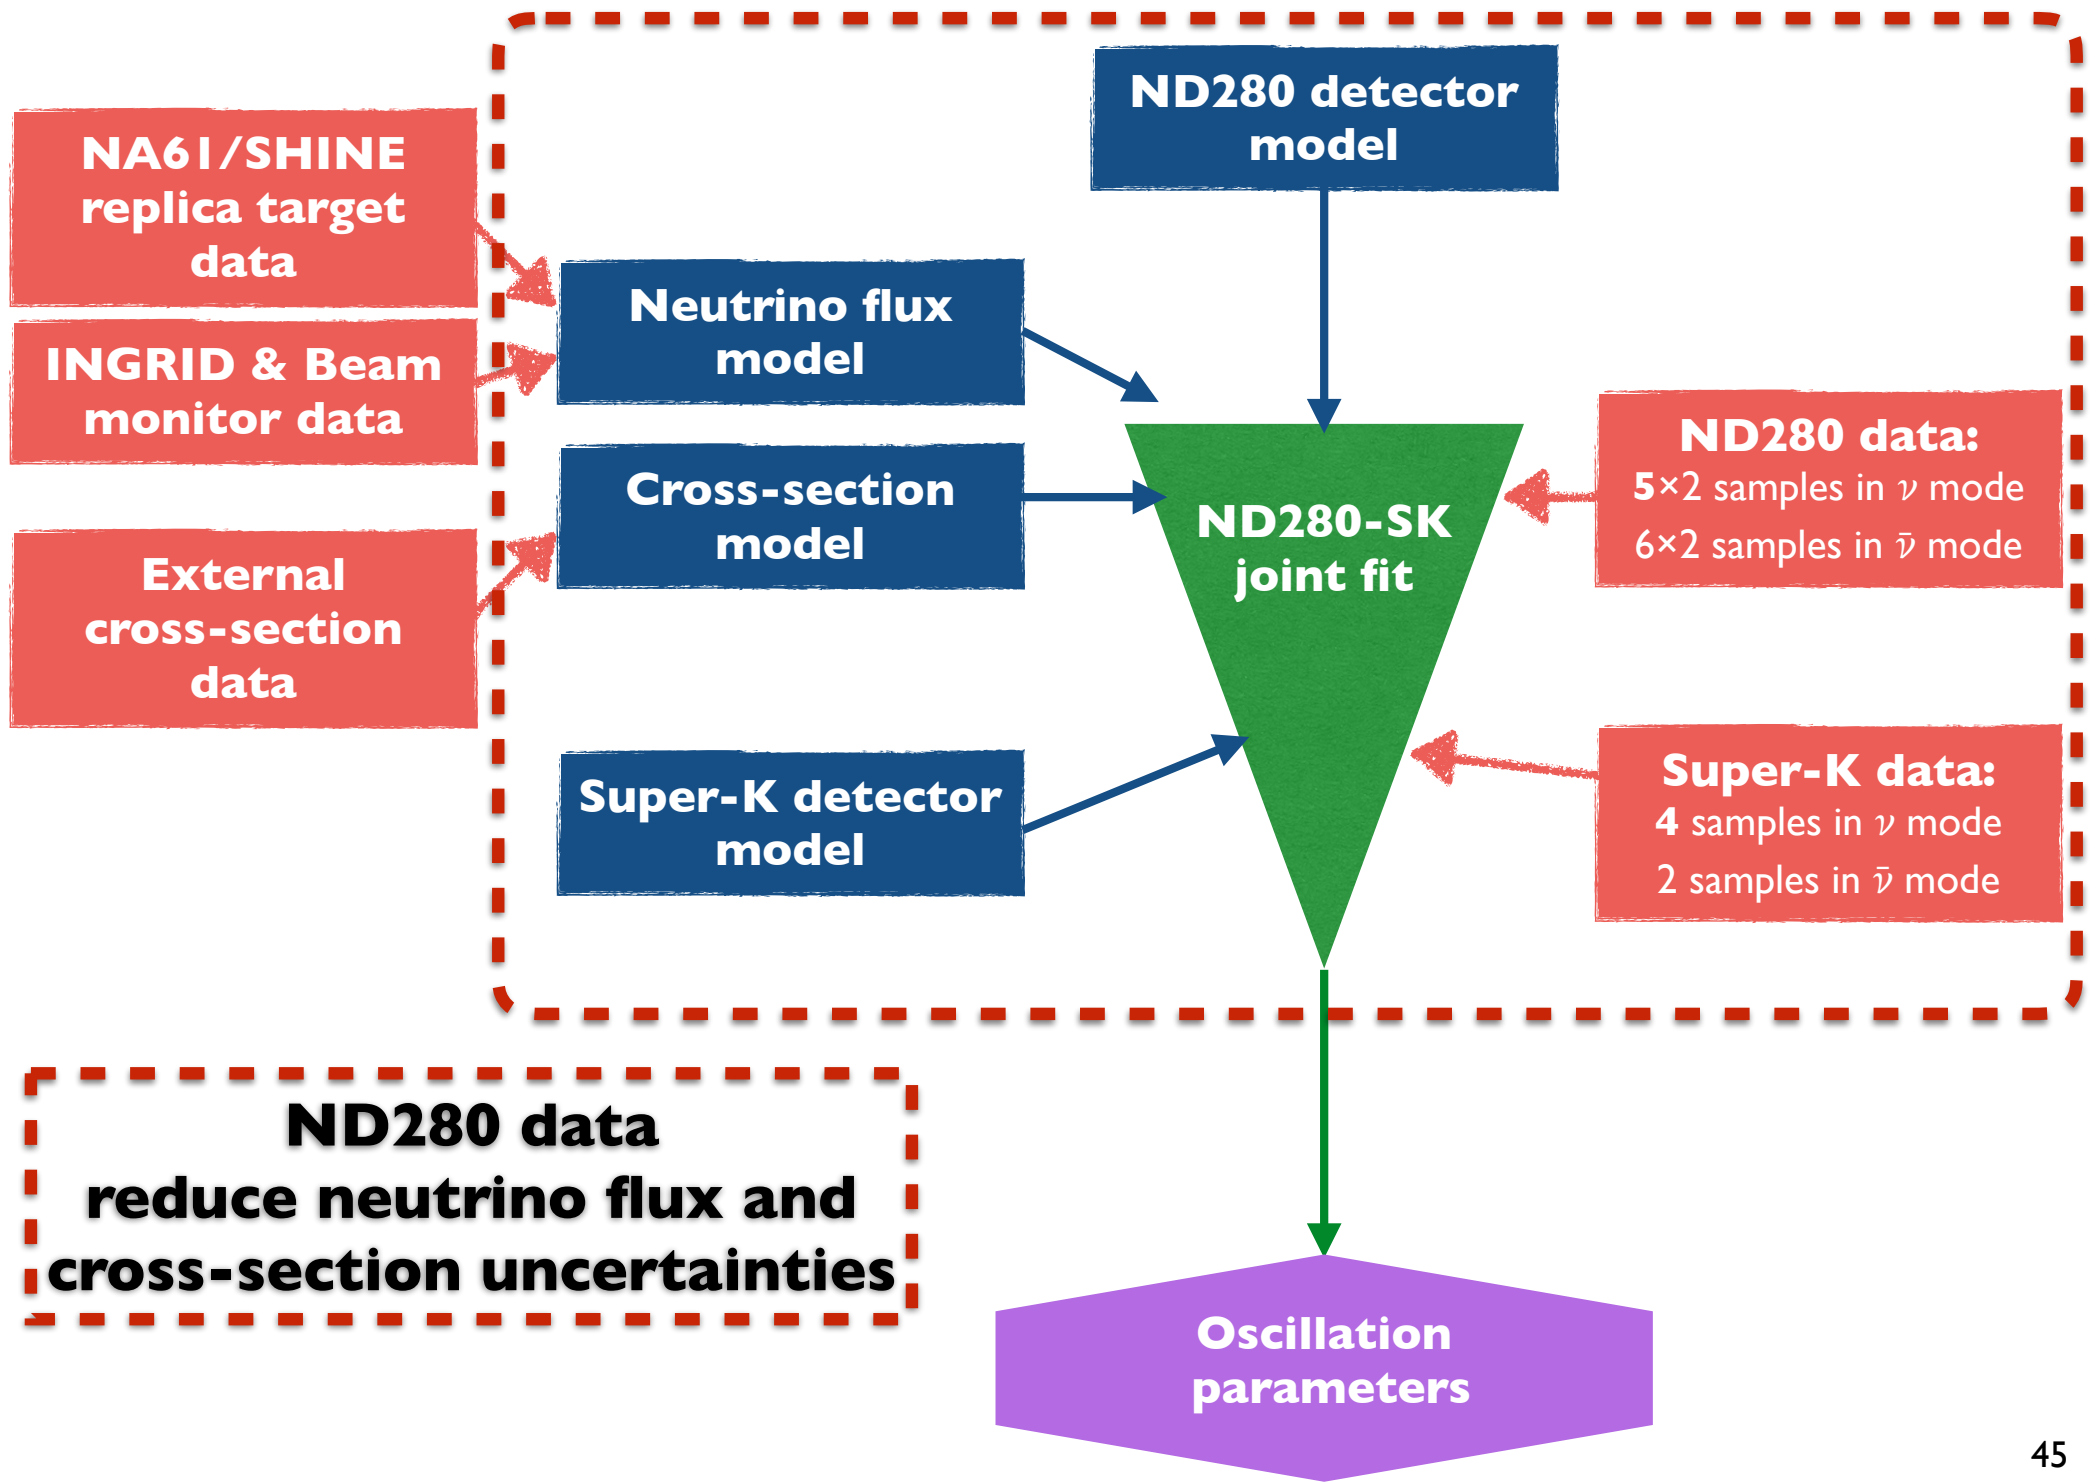 ND280 detector
model
NA61/SHINE
replica target
data
Neutrino flux
model
INGRID & Beam
monitor data
Cross-section
model
External
cross-section
data
ND280-SK
joint fit
ND280 data:
5×2 samples in ν mode
6×2 samples in ν̄ mode
Super-K detector
model
Super-K data:
4 samples in ν mode
2 samples in ν̄ mode
ND280 data
reduce neutrino flux and
cross-section uncertainties
Oscillation
parameters
45